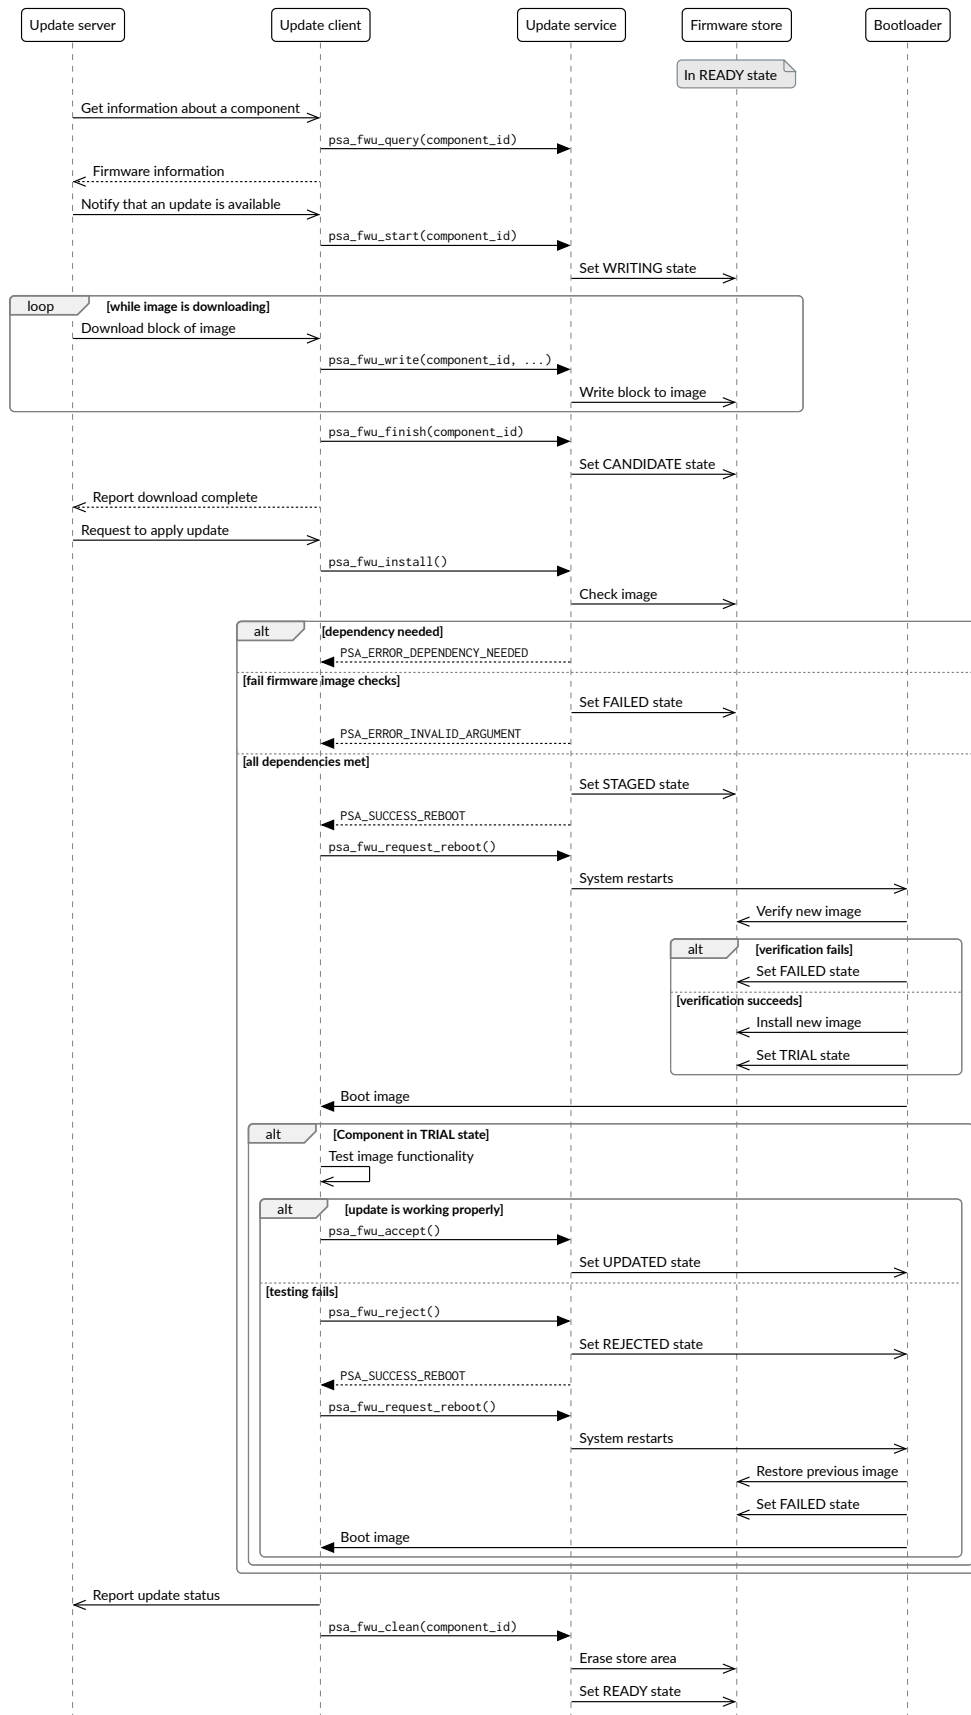 Update server
Update client
Update service
Firmware store
Bootloader
In READY state
Get information about a component
psa_fwu_query(component_id)
Firmware information
Notify that an update is available
psa_fwu_start(component_id)
Set WRITING state
loop
[while image is downloading]
Download block of image
psa_fwu_write(component_id, ...)
Write block to image
psa_fwu_finish(component_id)
Set CANDIDATE state
Report download complete
Request to apply update
psa_fwu_install()
Check image
alt
[dependency needed]
PSA_ERROR_DEPENDENCY_NEEDED
[fail firmware image checks]
Set FAILED state
PSA_ERROR_INVALID_ARGUMENT
[all dependencies met]
Set STAGED state
PSA_SUCCESS_REBOOT
psa_fwu_request_reboot()
System restarts
Verify new image
alt
[verification fails]
Set FAILED state
[verification succeeds]
Install new image
Set TRIAL state
Boot image
alt
[Component in TRIAL state]
Test image functionality
alt
[update is working properly]
psa_fwu_accept()
Set UPDATED state
[testing fails]
psa_fwu_reject()
Set REJECTED state
PSA_SUCCESS_REBOOT
psa_fwu_request_reboot()
System restarts
Restore previous image
Set FAILED state
Boot image
Report update status
psa_fwu_clean(component_id)
Erase store area
Set READY state